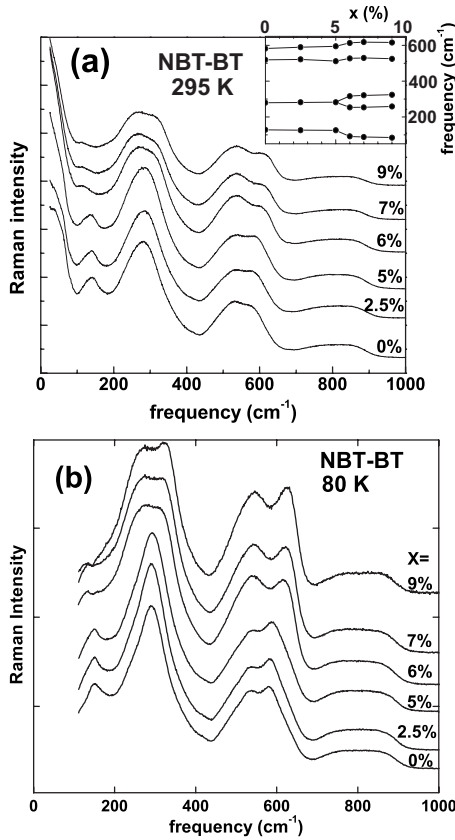 x (%)
0 5 10
(a)
NBT-BT
295 K
600
400
200
frequency (cm-1)
Raman intensity
9%
7%
6%
5%
2.5%
0%
0 200 400 600 800 1000
frequency (cm-1)
(b)
NBT-BT
80 K
Raman Intensity
X=
9%
7%
6%
5%
2.5%
0%
0 200 400 600 800 1000
frequency (cm-1)